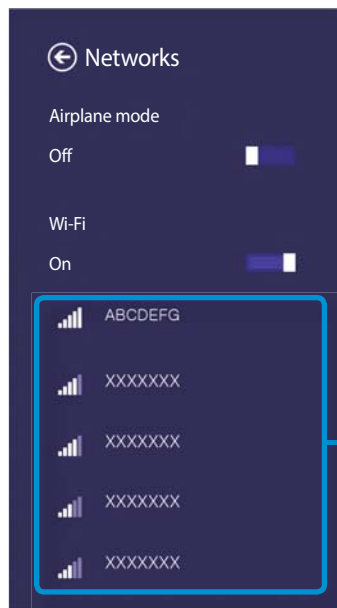 Networks
Airplane mode
Off
Wi-Fi
On
ABCDEFG
XXXXXXX
XXXXXXX
XXXXXXX
XXXXXXX